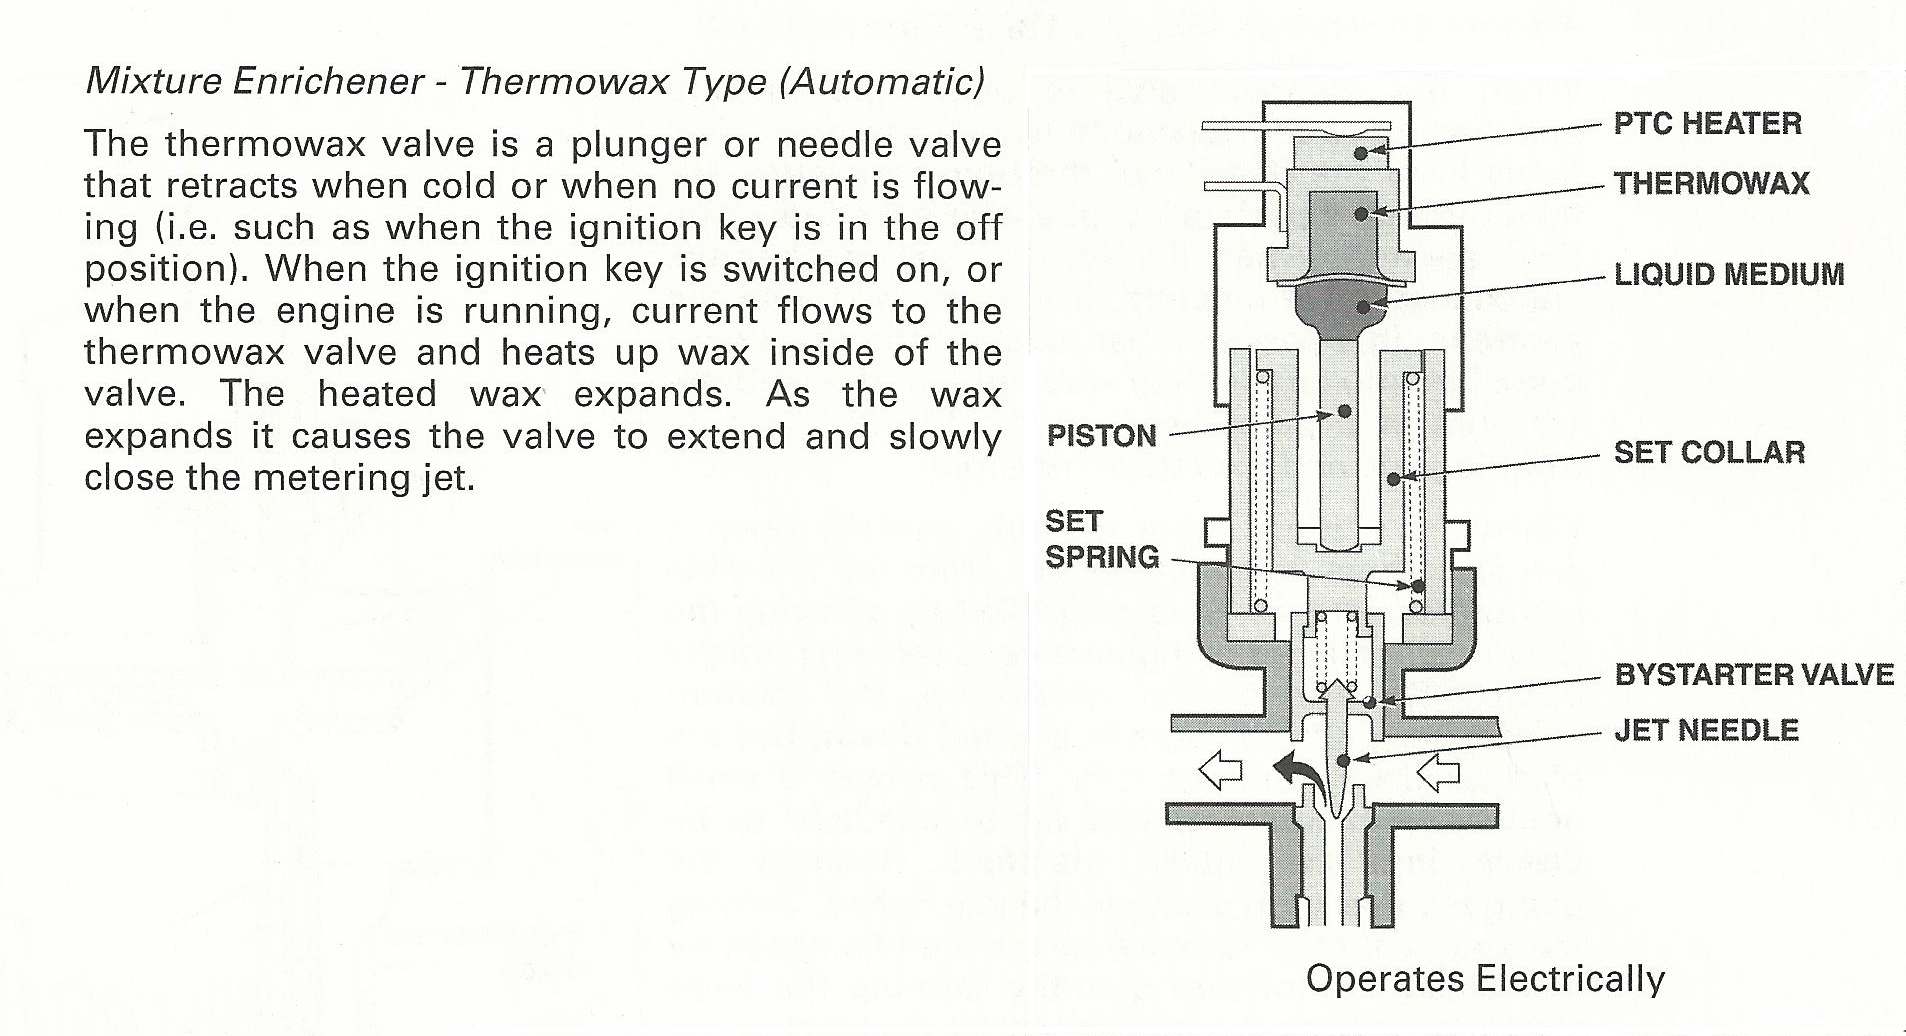 Mixture Enrichener - Thermowax Type (Automatic)
The thermowax valve is a plunger or needle valve
that retracts when cold or when no current is flow-
ing (i.e. such as when the ignition key is in the off
position). When the ignition key is switched on, or
when the engine is running, current flows to the
thermowax valve and heats up wax inside of the
valve. The heated wax expands. As the wax
expands it causes the valve to extend and slowly
close the metering jet.
PTC HEATER
THERMOWAX
LIQUID MEDIUM
PISTON
SET COLLAR
SET
SPRING
BYSTARTER VALVE
JET NEEDLE
Operates Electrically